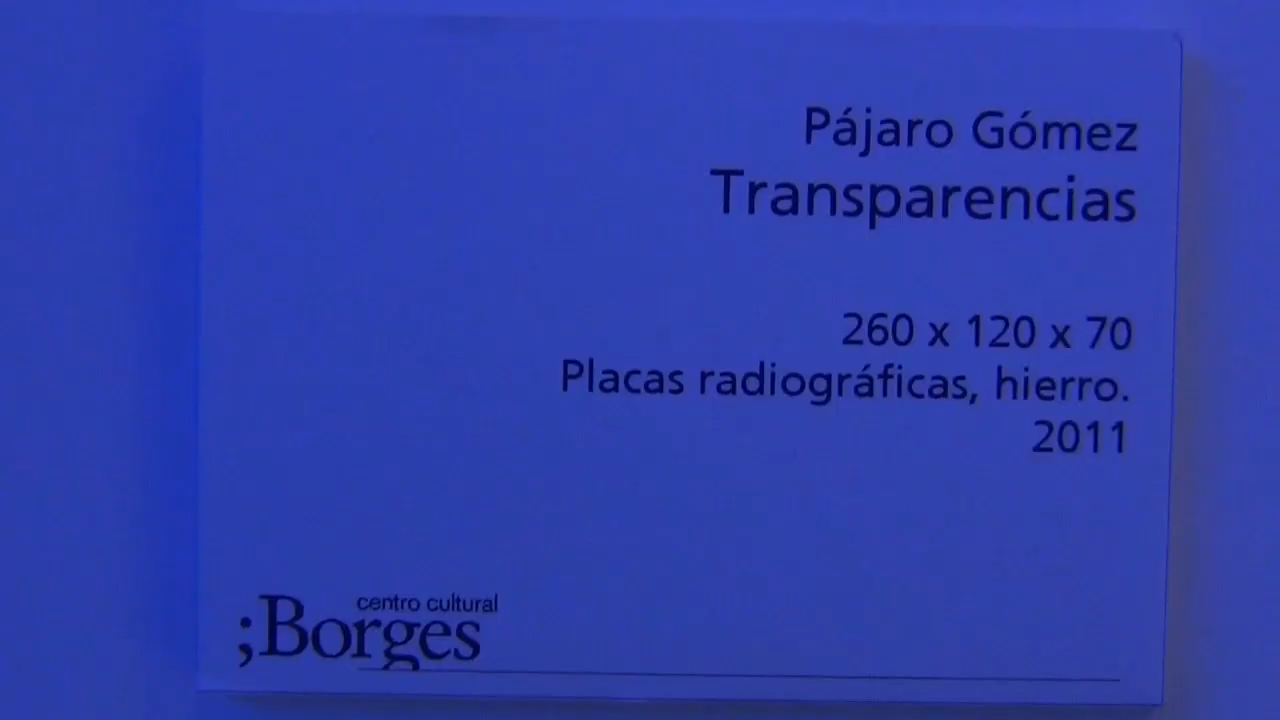 Pájaro Gómez
Transparencias
260 x 120 x 70
Placas radiográficas, hierro.
2011
centro cultural
;Borges